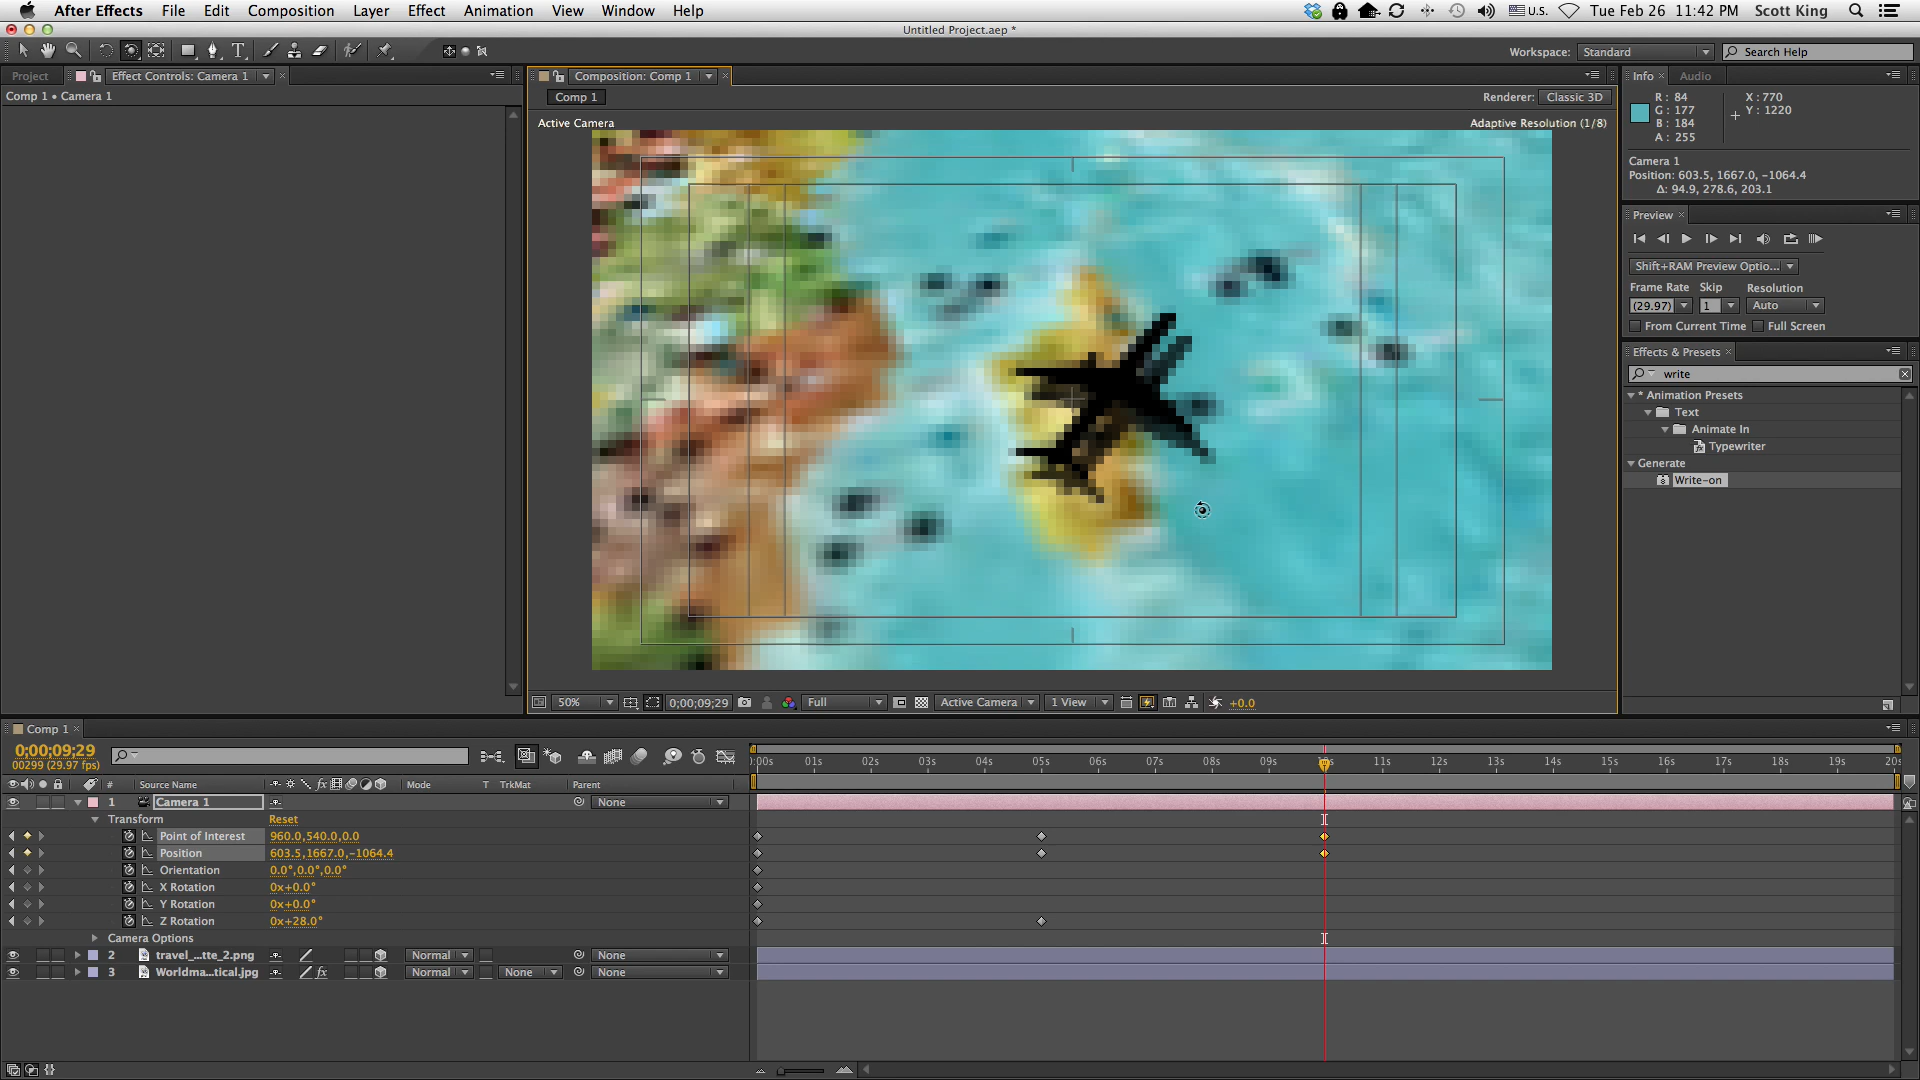 After Effects File Edit Composition Layer Effect Animation View Window Help U.S. Tue Feb 26 11:42 PM Scott King
Untitled Project.aep *
T Workspace: Standard Search Help
Project Effect Controls: Camera 1 Composition: Comp 1 Info Audio
Comp 1 • Camera 1
Comp 1 Renderer: Classic 3D
Active Camera Adaptive Resolution (1/8)
R: 84 X: 770
G: 177 Y: 1220
B: 184
A: 255
Camera 1
Position: 603.5, 1667.0, -1064.4
Δ: 94.9, 278.6, 203.1
Preview
Shift+RAM Preview Optio...
Frame Rate Skip Resolution
(29.97) 1 Auto
From Current Time Full Screen
Effects & Presets
write
* Animation Presets
Text
Animate In
Typewriter
Generate
Write-on
50% 0;00;09;29 Full Active Camera 1 View +0.0
Comp 1
0;00;09;29
00299 (29.97 fps)
:00s 01s 02s 03s 04s 05s 06s 07s 08s 09s 11s 12s 13s 14s 15s 16s 17s 18s 19s 20s
# Source Name fx Mode T TrkMat Parent
1 Camera 1 None
Transform Reset
Point of Interest 960.0,540.0,0.0
Position 603.5,1667.0,-1064.4
Orientation 0.0°,0.0°,0.0°
X Rotation 0x+0.0°
Y Rotation 0x+0.0°
Z Rotation 0x+28.0°
Camera Options
2 travel_...tte_2.png Normal None
3 Worldma...tical.jpg fx Normal None None